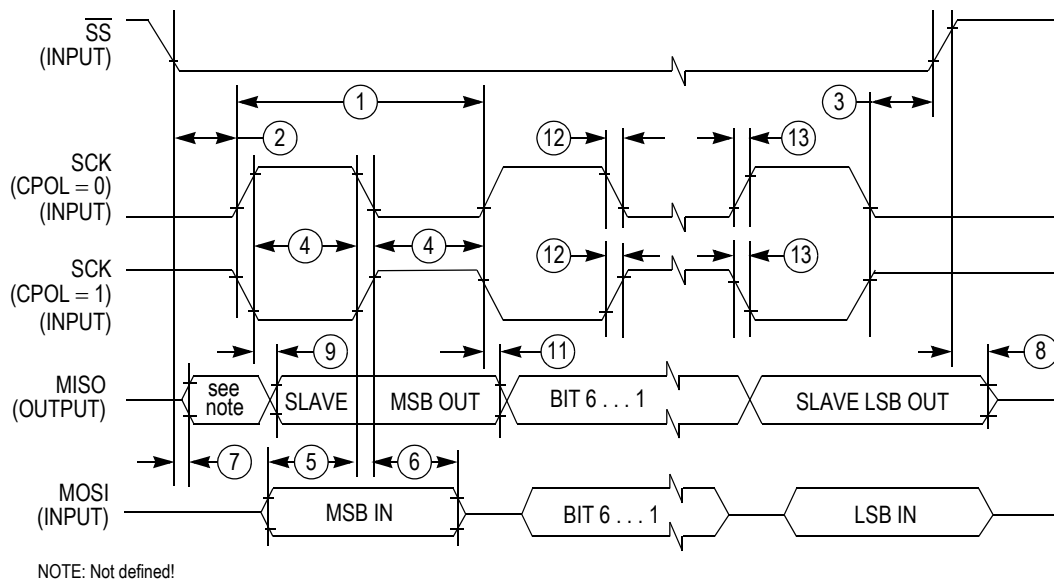 SS
(INPUT)
1
3
2
12
13
SCK
(CPOL = 0)
(INPUT)
4
4
12
13
SCK
(CPOL = 1)
(INPUT)
9
11
8
MISO
(OUTPUT)
see
note
SLAVE
MSB OUT
BIT 6 . . . 1
SLAVE LSB OUT
7
5
6
MOSI
(INPUT)
MSB IN
BIT 6 . . . 1
LSB IN
NOTE: Not defined!